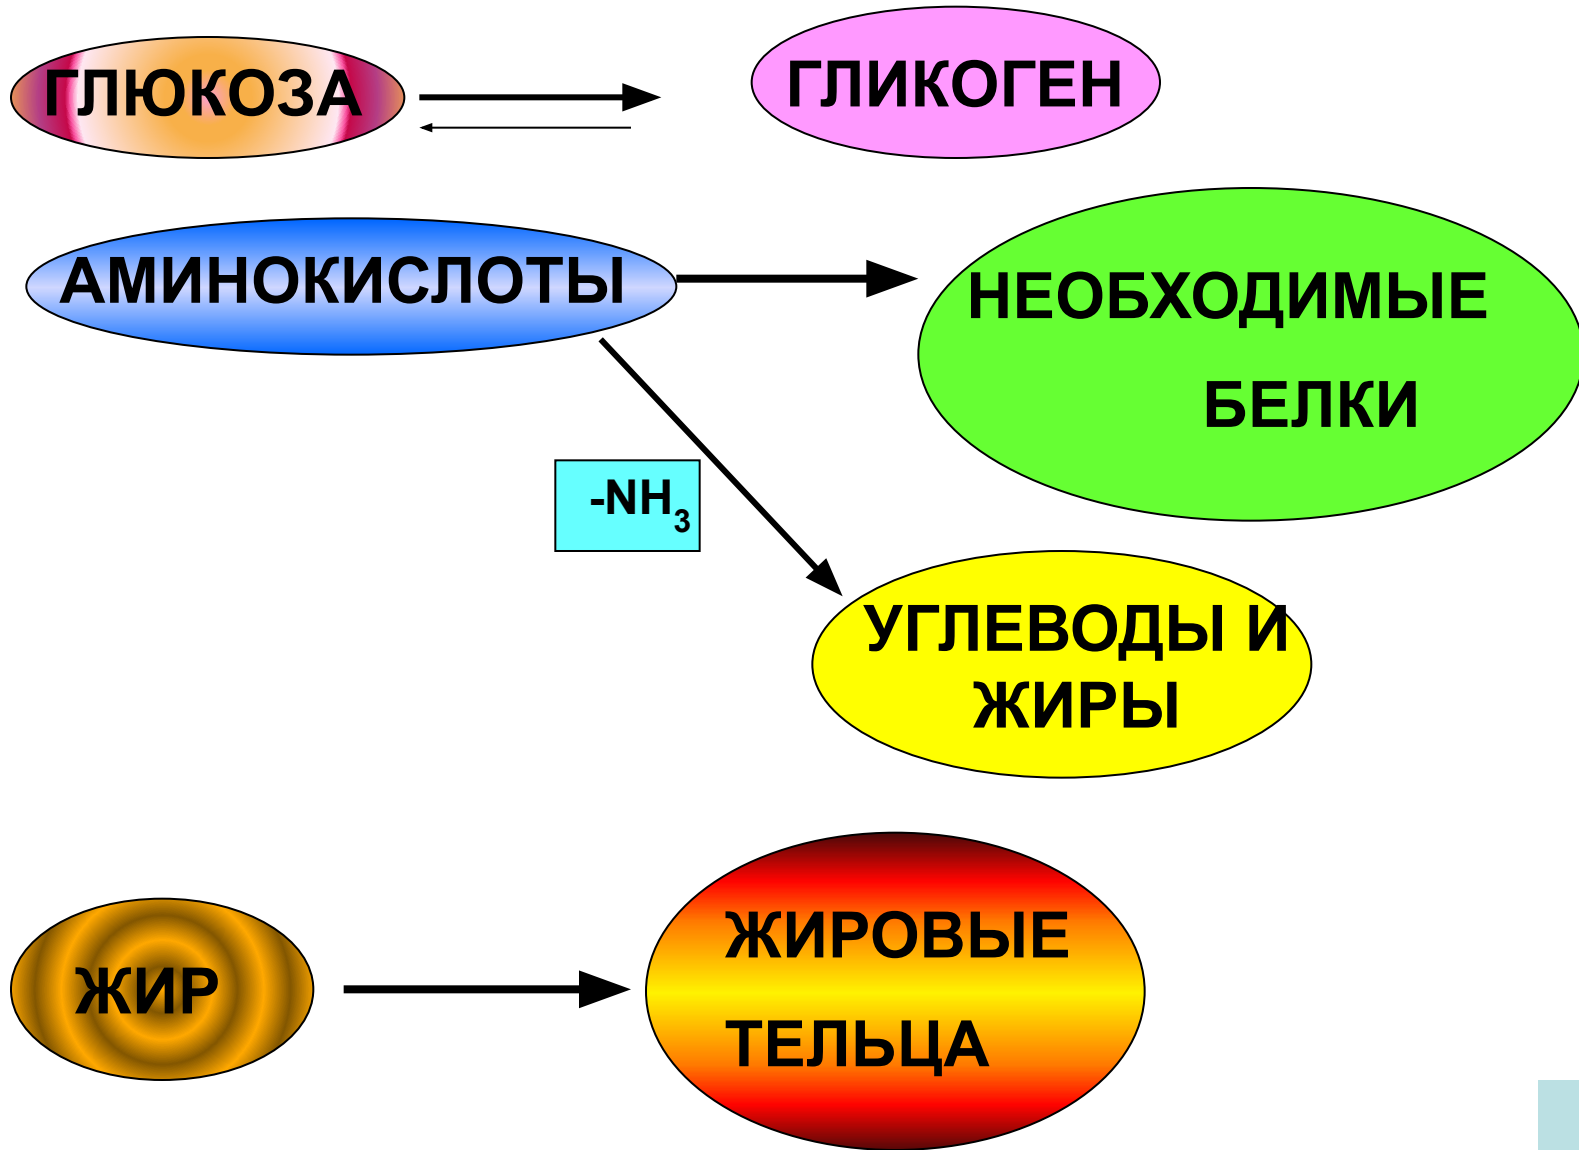 ГЛЮКОЗА
ГЛИКОГЕН
АМИНОКИСЛОТЫ
НЕОБХОДИМЫЕ
БЕЛКИ
-NH₃
УГЛЕВОДЫ И
ЖИРЫ
ЖИР
ЖИРОВЫЕ
ТЕЛЬЦА